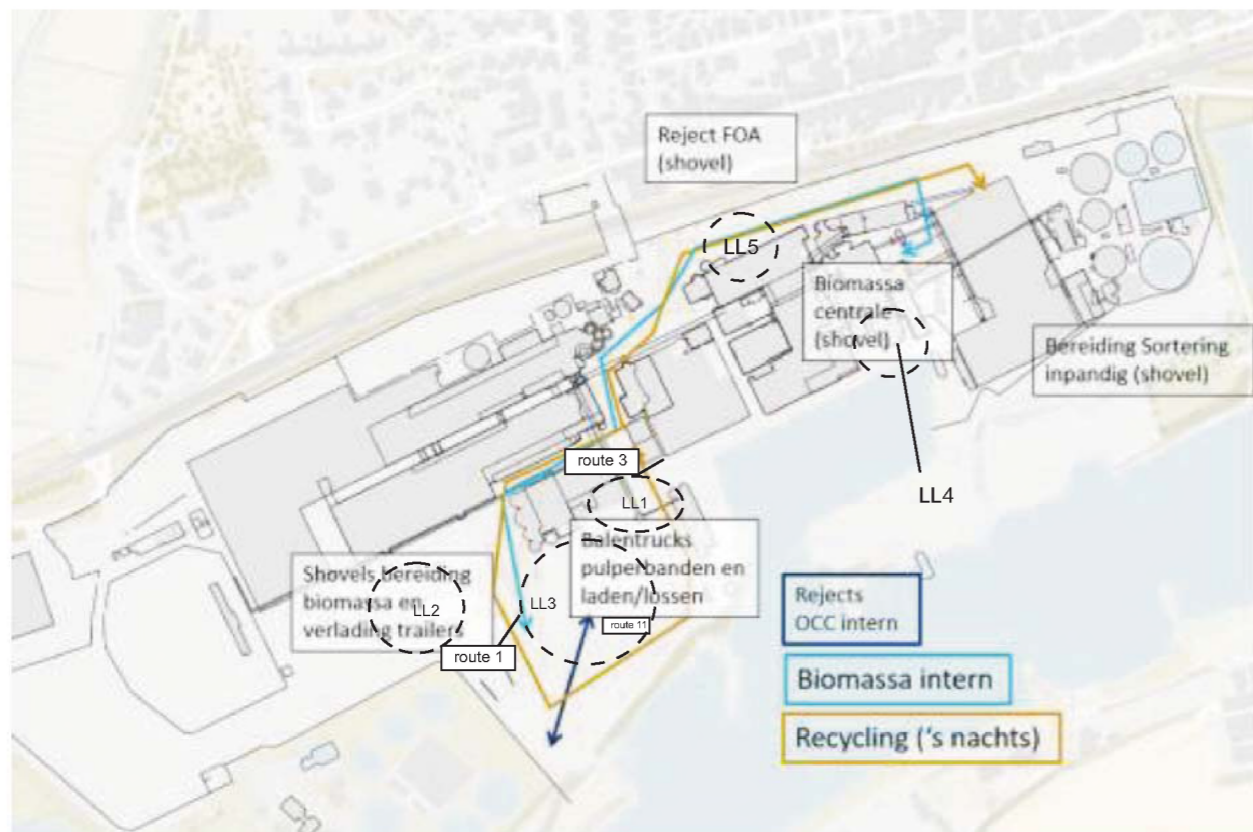 Reject FOA
(shovel)
LL5
Biomassa
centrale
(shovel)
Bereiding Sortering
inpandig (shovel)
route 3
LL1
LL4
Balentrucks
pulperbanden en
laden/lossen
Shovels bereiding
biomassa en
verlading trailers
LL2
LL3
route 11
route 1
Rejects
OCC intern
Biomassa intern
Recycling (‘s nachts)